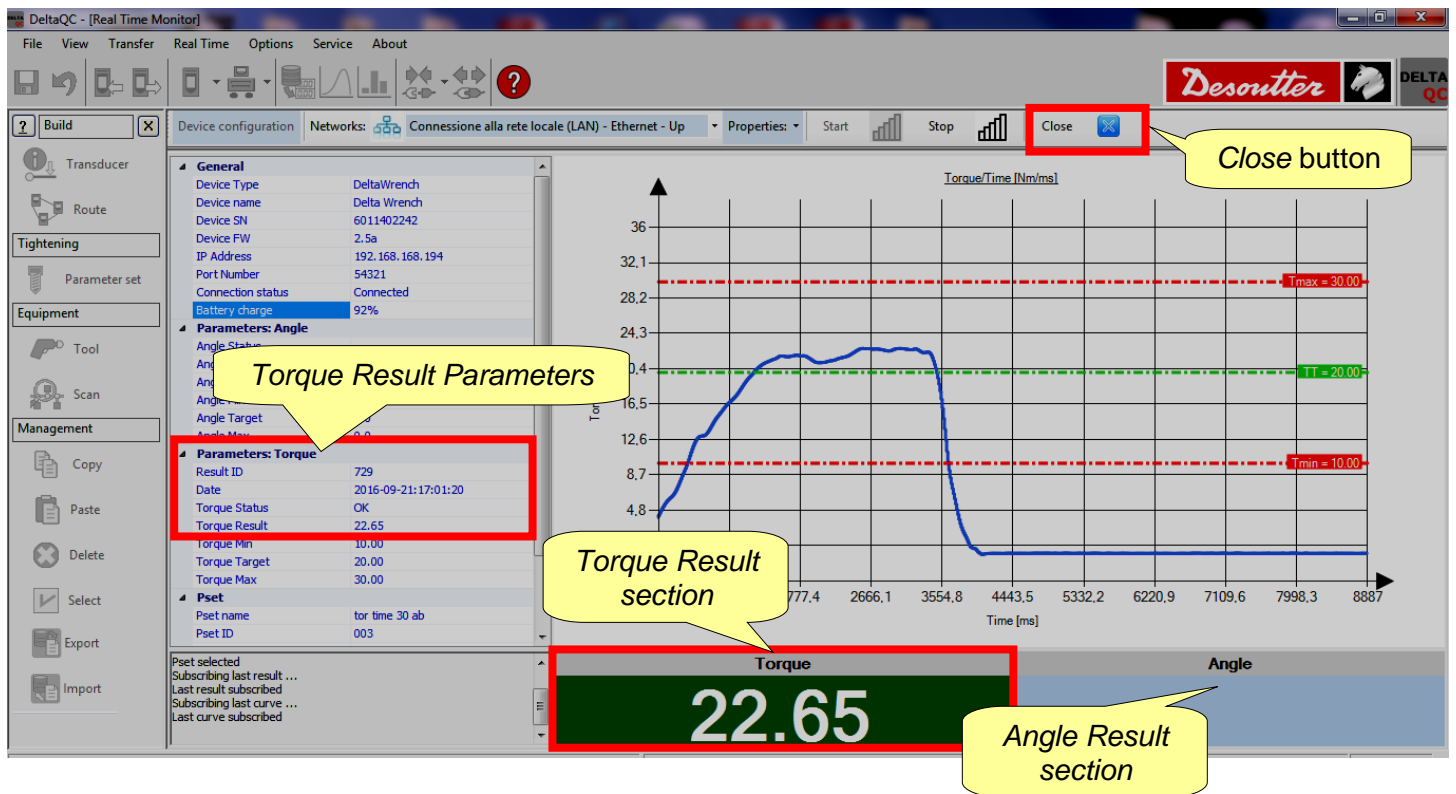 DeltaQC - [Real Time Monitor]
File View Transfer Real Time Options Service About
?
Desoutter
DELTA QC
? Build X
Device configuration Networks: Connessione alla rete locale (LAN) - Ethernet - Up Properties: Start Stop Close
Close button
Transducer
Route
Tightening
Parameter set
Equipment
Tool
Scan
Management
Copy
Paste
Delete
Select
Export
Import
General
Device Type DeltaWrench
Device name Delta Wrench
Device SN 6011402242
Device FW 2.5a
IP Address 192.168.168.194
Port Number 54321
Connection status Connected
Battery charge 92%
Parameters: Angle
Angle Status
Torque Result Parameters
Angle Target
Angle Max 0.0
Parameters: Torque
Result ID 729
Date 2016-09-21:17:01:20
Torque Status OK
Torque Result 22.65
Torque Min 10.00
Torque Target 20.00
Torque Max 30.00
Pset
Pset name tor time 30 ab
Pset ID 003
Pset selected
Subscribing last result ...
Last result subscribed
Subscribing last curve ...
Last curve subscribed
Torque/Time [Nm/ms]
36
32,1
Tmax = 30.00
28,2
24,3
TT = 20.00
16,5
12,6
Tmin = 10.00
8,7
4,8
2666,1 3554,8 4443,5 5332,2 6220,9 7109,6 7998,3 8887
Time [ms]
Torque Result
section
Torque
22.65
Angle
Angle Result
section